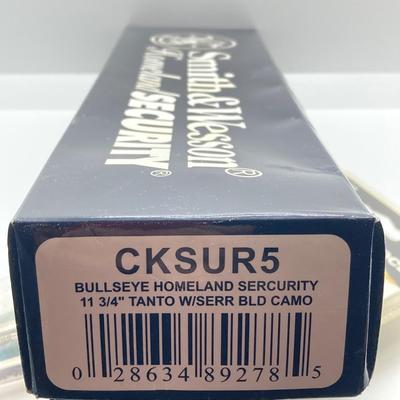 Smith & Wesson®
Homeland SECURITY®
CKSUR5
BULLSEYE HOMELAND SERCURITY
11 3/4" TANTO W/SERR BLD CAMO
0 28634 89278 5